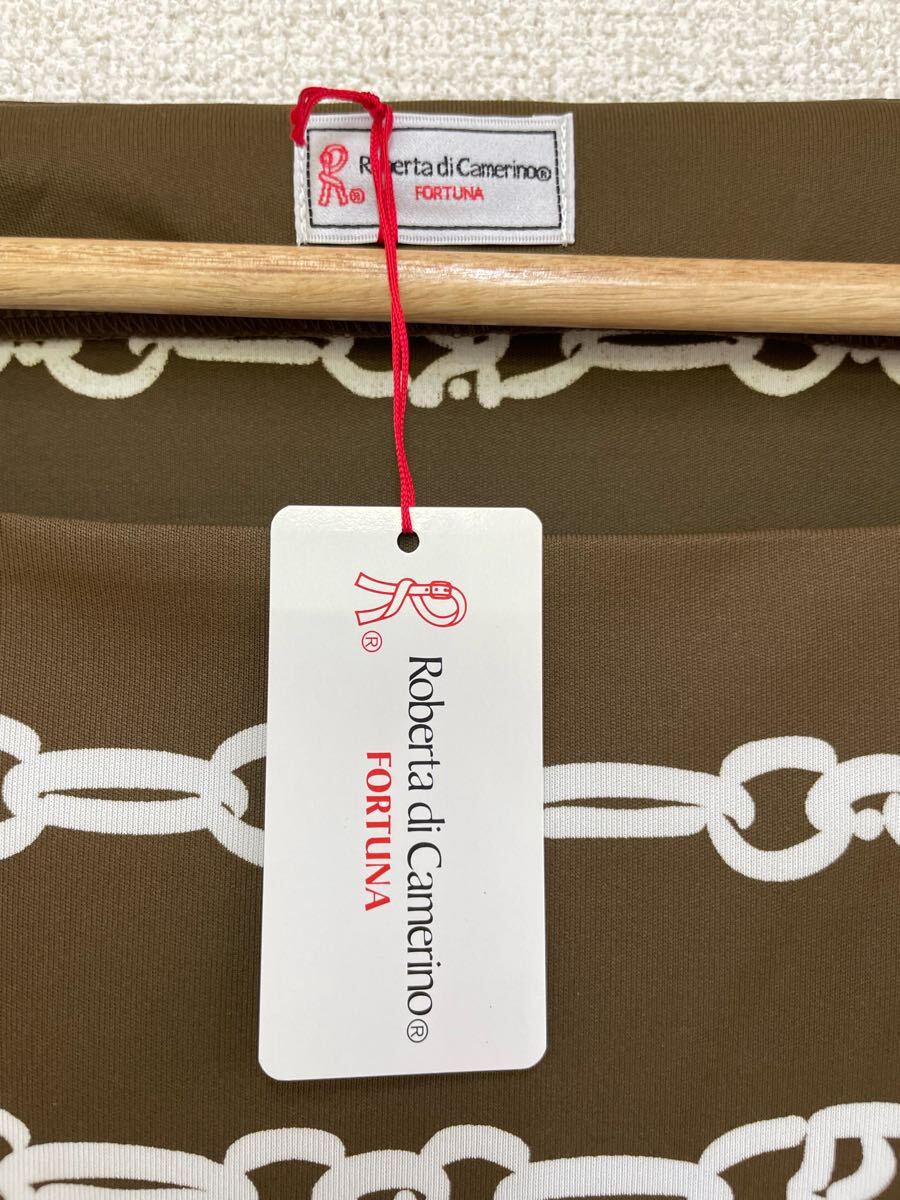 R® Roberta di Camerino®
FORTUNA
R®
Roberta di Camerino®
FORTUNA